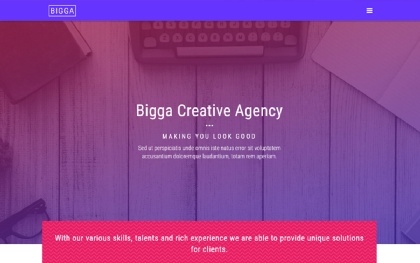 BIGGA
Bigga Creative Agency
MAKING YOU LOOK GOOD
Sed ut perspiciatis unde omnis iste natus error sit voluptatem
accusantium doloremque laudantium, totam rem aperiam.
With our various skills, talents and rich experience we are able to provide unique solutions
for clients.